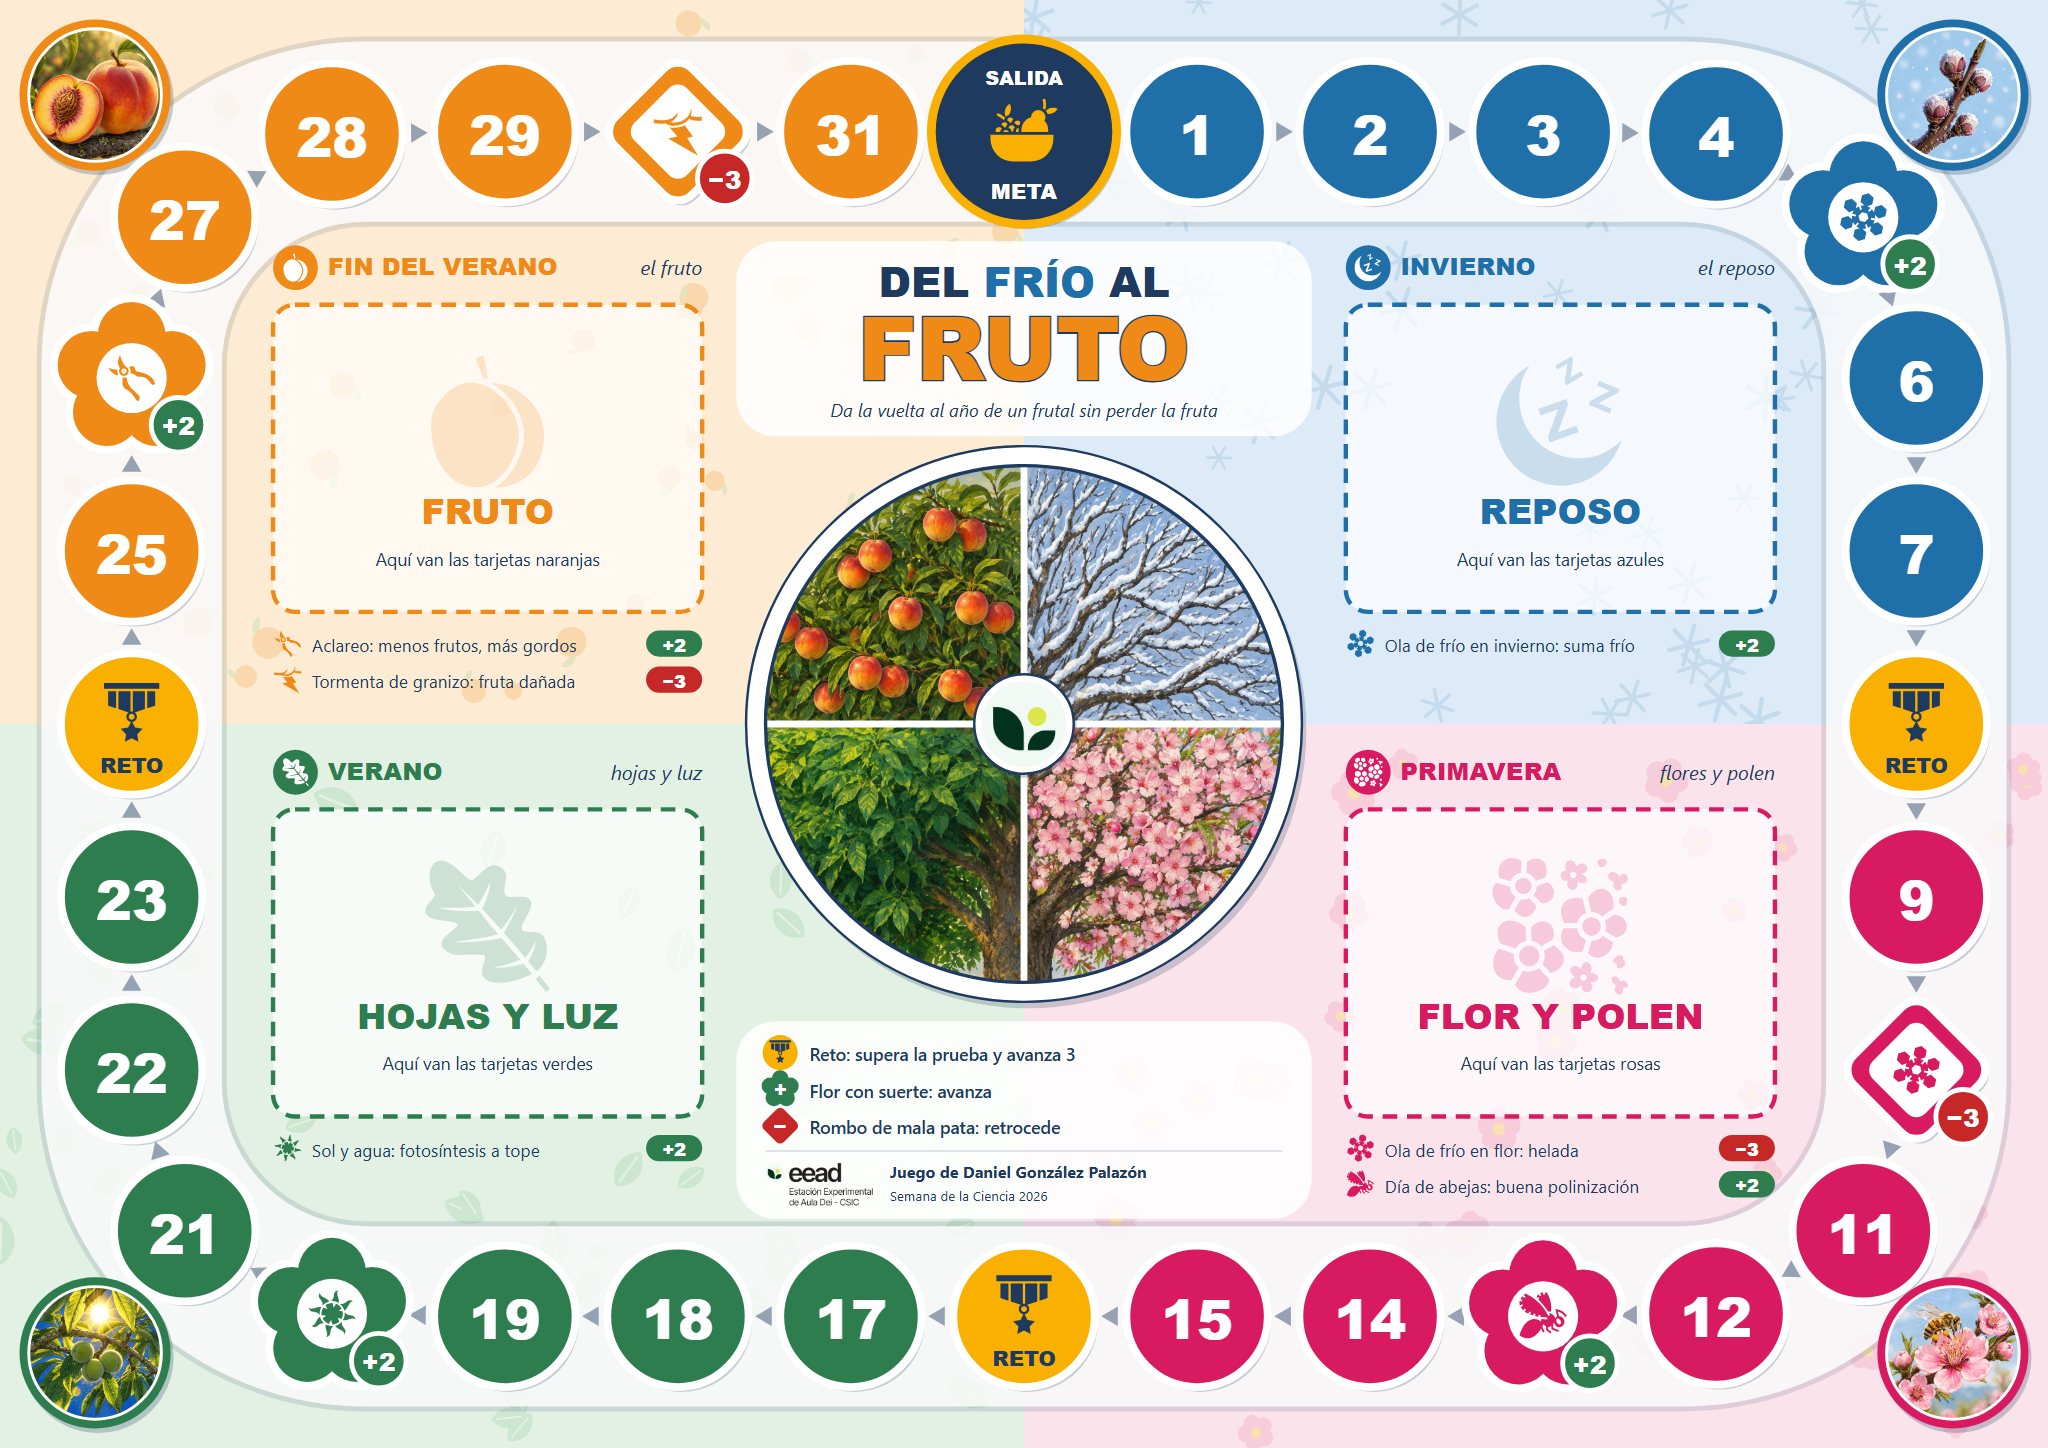 SALIDA
META
1
2
3
4
+2
6
7
RETO
9
−3
11
12
+2
14
15
RETO
17
18
19
+2
21
22
23
RETO
25
+2
27
28
29
−3
31
DEL FRÍO AL
FRUTO
Da la vuelta al año de un frutal sin perder la fruta
FIN DEL VERANO
el fruto
FRUTO
Aquí van las tarjetas naranjas
Aclareo: menos frutos, más gordos +2
Tormenta de granizo: fruta dañada −3
INVIERNO
el reposo
Z Z Z
REPOSO
Aquí van las tarjetas azules
Ola de frío en invierno: suma frío +2
VERANO
hojas y luz
HOJAS Y LUZ
Aquí van las tarjetas verdes
Sol y agua: fotosíntesis a tope +2
PRIMAVERA
flores y polen
FLOR Y POLEN
Aquí van las tarjetas rosas
Ola de frío en flor: helada −3
Día de abejas: buena polinización +2
Reto: supera la prueba y avanza 3
+ Flor con suerte: avanza
− Rombo de mala pata: retrocede
eead
Estación Experimental
de Aula Dei - CSIC
Juego de Daniel González Palazón
Semana de la Ciencia 2026